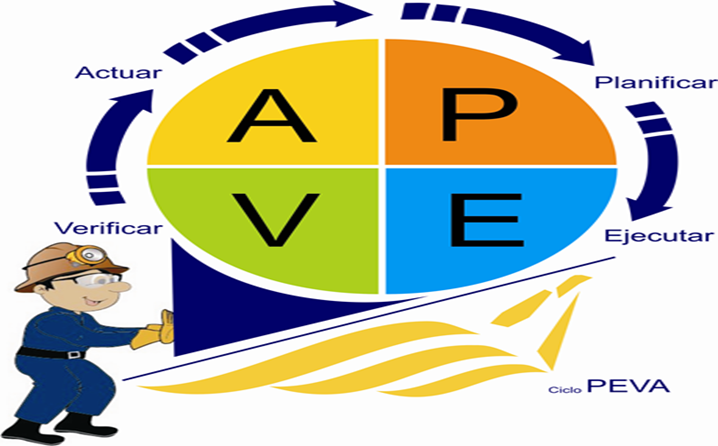 Actuar
Planificar
A P
V E
Verificar
Ejecutar
Ciclo PEVA